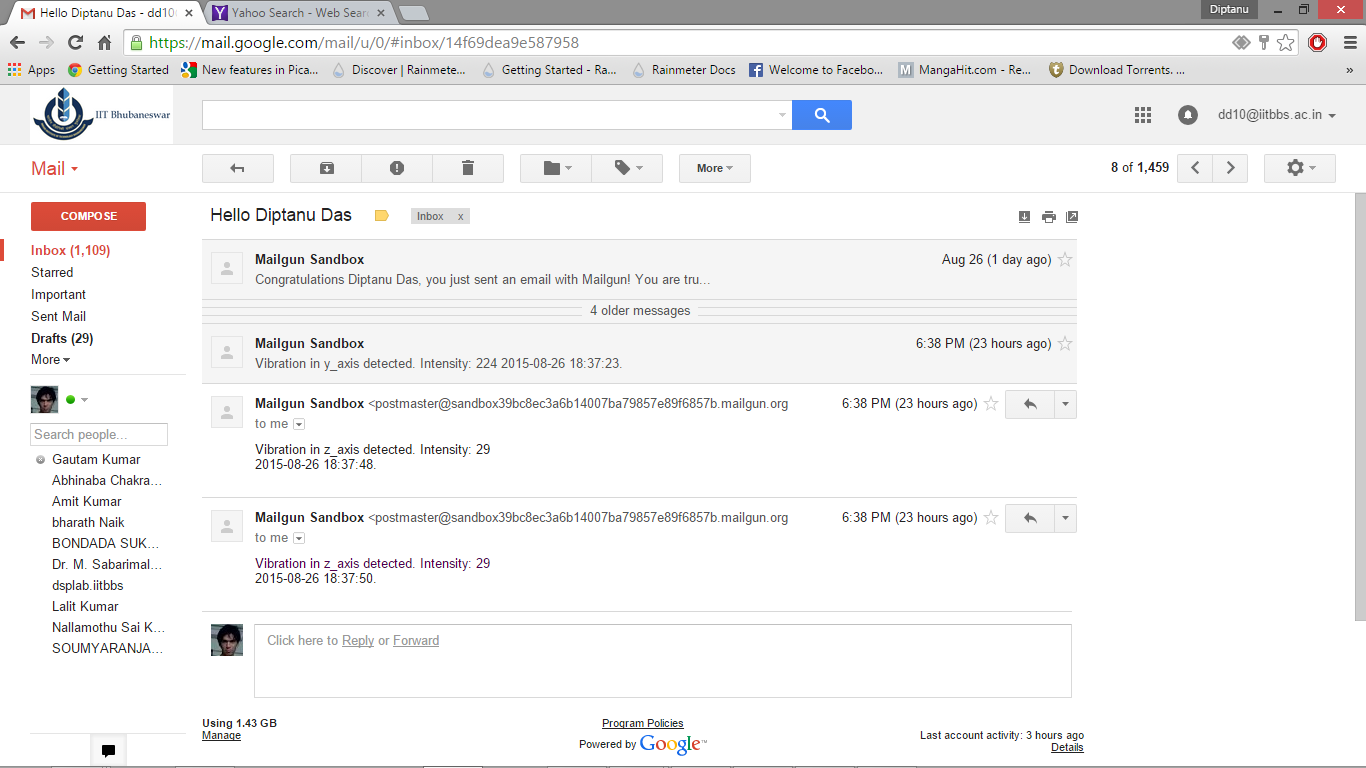 Hello Diptanu Das - dd10
Yahoo Search - Web Sear
Diptanu
https://mail.google.com/mail/u/0/#inbox/14f69dea9e587958
Apps Getting Started New features in Pica... Discover | Rainmete... Getting Started - Ra... Rainmeter Docs Welcome to Facebo... MangaHit.com - Re... Download Torrents. ... »
IIT Bhubaneswar
dd10@iitbbs.ac.in
Mail
More
8 of 1,459
COMPOSE
Inbox (1,109)
Starred
Important
Sent Mail
Drafts (29)
More
Search people...
Gautam Kumar
Abhinaba Chakra...
Amit Kumar
bharath Naik
BONDADA SUK...
Dr. M. Sabarimal...
dsplab.iitbbs
Lalit Kumar
Nallamothu Sai K...
SOUMYARANJA...
Hello Diptanu Das Inbox x
Mailgun Sandbox Aug 26 (1 day ago)
Congratulations Diptanu Das, you just sent an email with Mailgun! You are tru...
4 older messages
Mailgun Sandbox 6:38 PM (23 hours ago)
Vibration in y_axis detected. Intensity: 224 2015-08-26 18:37:23.
Mailgun Sandbox <postmaster@sandbox39bc8ec3a6b14007ba79857e89f6857b.mailgun.org 6:38 PM (23 hours ago)
to me
Vibration in z_axis detected. Intensity: 29
2015-08-26 18:37:48.
Mailgun Sandbox <postmaster@sandbox39bc8ec3a6b14007ba79857e89f6857b.mailgun.org 6:38 PM (23 hours ago)
to me
Vibration in z_axis detected. Intensity: 29
2015-08-26 18:37:50.
Click here to Reply or Forward
Using 1.43 GB
Manage
Program Policies
Powered by Google™
Last account activity: 3 hours ago
Details